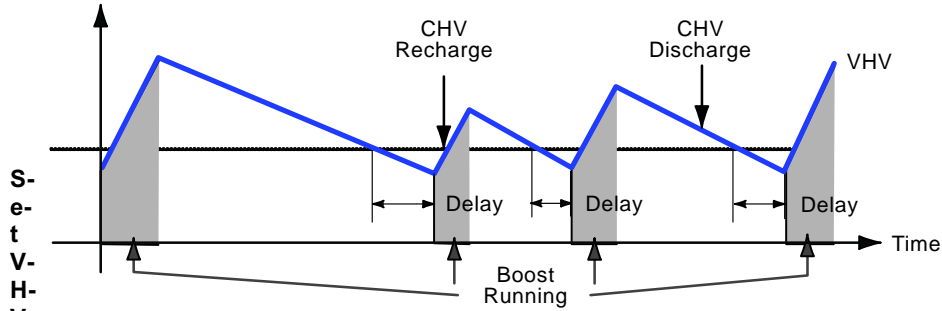 CHV
Recharge
CHV
Discharge
VHV
S-
e-
t
V-
H-
Delay
Delay
Delay
Time
Boost
Running